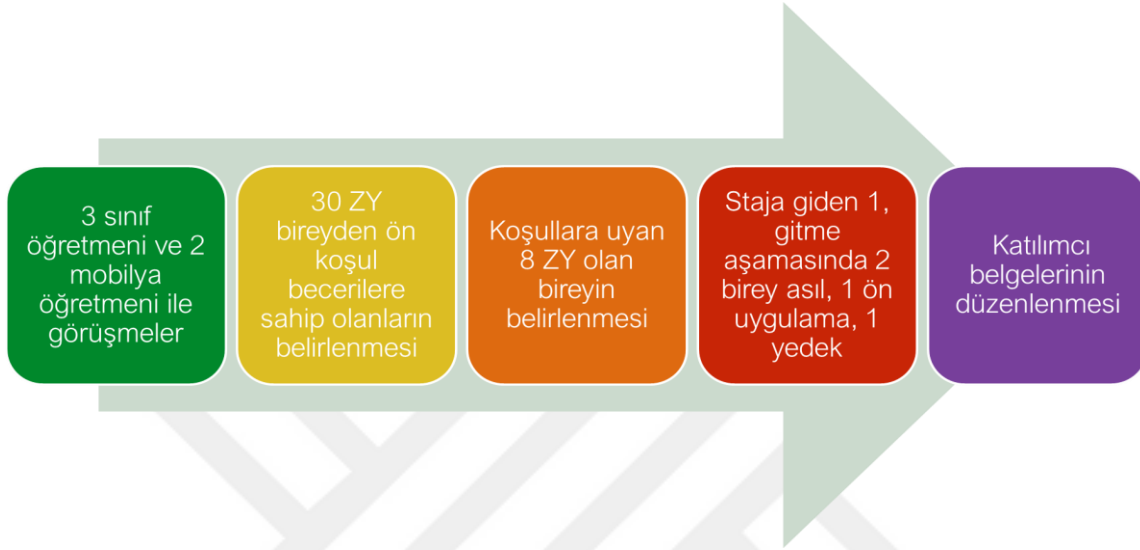 3 sınıf
öğretmeni ve 2
mobilya
öğretmeni ile
görüşmeler
30 ZY
bireyden ön
koşul
becerilere
sahip olanların
belirlenmesi
Koşullara uyan
8 ZY olan
bireyin
belirlenmesi
Staja giden 1,
gitme
aşamasında 2
birey asıl, 1 ön
uygulama, 1
yedek
Katılımcı
belgelerinin
düzenlenmesi